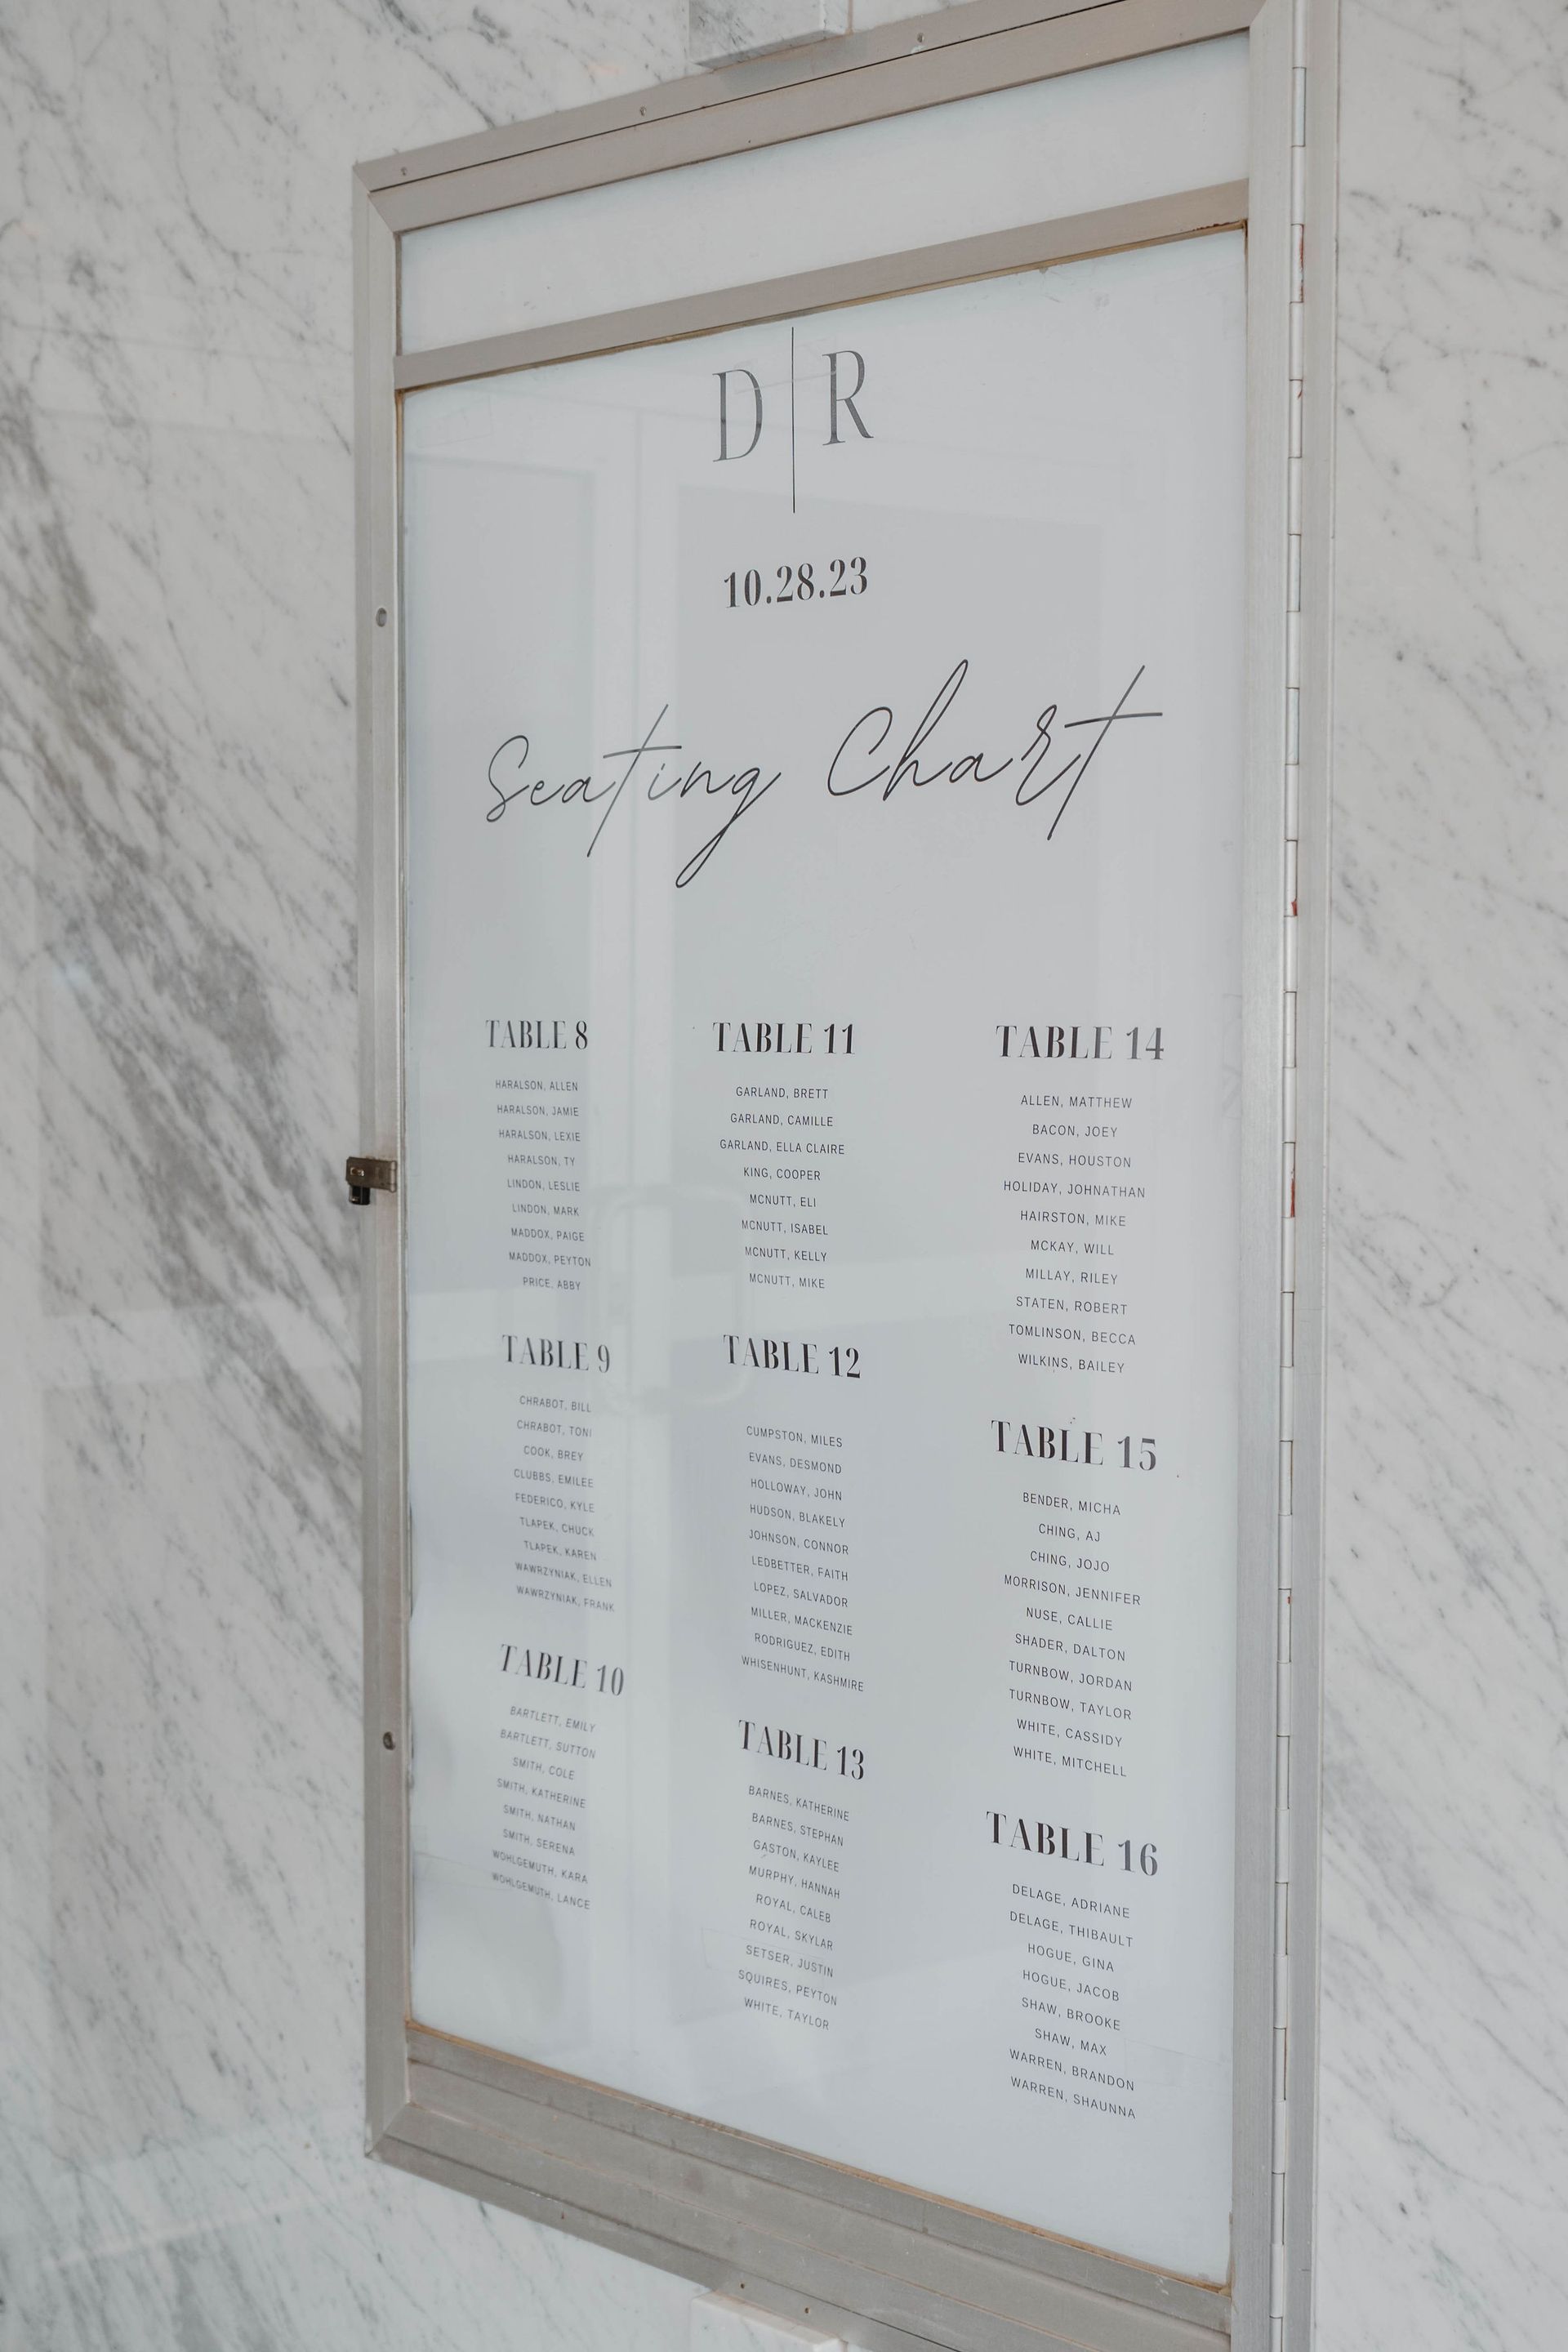 D | R
10.28.23
Seating Chart
TABLE 8
HARALSON, ALLEN
HARALSON, JAMIE
HARALSON, LEXIE
HARALSON, TY
LINDON, LESLIE
LINDON, MARK
MADDOX, PAIGE
MADDOX, PEYTON
PRICE, ABBY
TABLE 9
CHRABOT, BILL
CHRABOT, TONI
COOK, BREY
CLUBBS, EMILEE
FEDERICO, KYLE
TLAPEK, CHUCK
TLAPEK, KAREN
WAWRZYNIAK, ELLEN
WAWRZYNIAK, FRANK
TABLE 10
BARTLETT, EMILY
BARTLETT, SUTTON
SMITH, COLE
SMITH, KATHERINE
SMITH, NATHAN
SMITH, SERENA
WOHLGEMUTH, KARA
WOHLGEMUTH, LANCE
TABLE 11
GARLAND, BRETT
GARLAND, CAMILLE
GARLAND, ELLA CLAIRE
KING, COOPER
MCNUTT, ELI
MCNUTT, ISABEL
MCNUTT, KELLY
MCNUTT, MIKE
TABLE 12
CUMPSTON, MILES
EVANS, DESMOND
HOLLOWAY, JOHN
HUDSON, BLAKELY
JOHNSON, CONNOR
LEDBETTER, FAITH
LOPEZ, SALVADOR
MILLER, MACKENZIE
RODRIGUEZ, EDITH
WHISENHUNT, KASHMIRE
TABLE 13
BARNES, KATHERINE
BARNES, STEPHAN
GASTON, KAYLEE
MURPHY, HANNAH
ROYAL, CALEB
ROYAL, SKYLAR
SETSER, JUSTIN
SQUIRES, PEYTON
WHITE, TAYLOR
TABLE 14
ALLEN, MATTHEW
BACON, JOEY
EVANS, HOUSTON
HOLIDAY, JOHNATHAN
HAIRSTON, MIKE
MCKAY, WILL
MILLAY, RILEY
STATEN, ROBERT
TOMLINSON, BECCA
WILKINS, BAILEY
TABLE 15
BENDER, MICHA
CHING, AJ
CHING, JOJO
MORRISON, JENNIFER
NUSE, CALLIE
SHADER, DALTON
TURNBOW, JORDAN
TURNBOW, TAYLOR
WHITE, CASSIDY
WHITE, MITCHELL
TABLE 16
DELAGE, ADRIANE
DELAGE, THIBAULT
HOGUE, GINA
HOGUE, JACOB
SHAW, BROOKE
SHAW, MAX
WARREN, BRANDON
WARREN, SHAUNNA